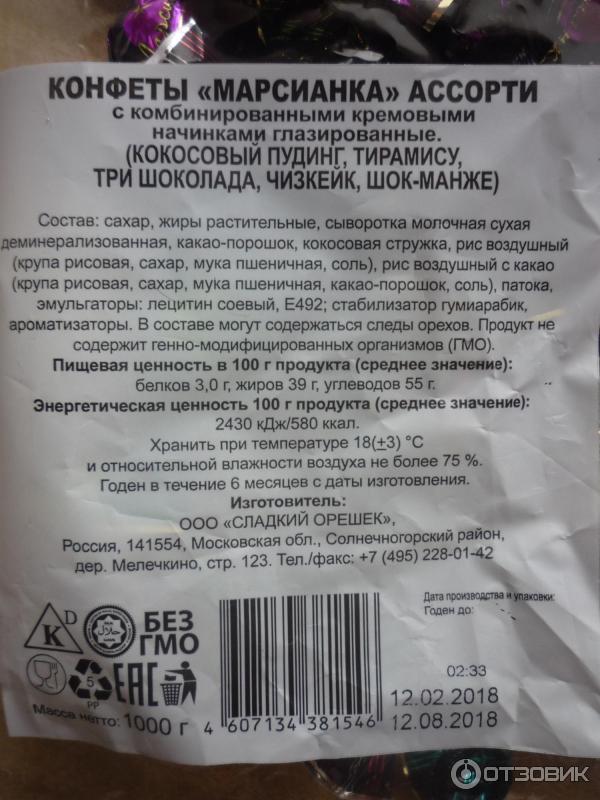 КОНФЕТЫ «МАРСИАНКА» АССОРТИ
с комбинированными кремовыми
начинками глазированные.
(КОКОСОВЫЙ ПУДИНГ, ТИРАМИСУ,
ТРИ ШОКОЛАДА, ЧИЗКЕЙК, ШОК-МАНЖЕ)
Состав: сахар, жиры растительные, сыворотка молочная сухая
деминерализованная, какао-порошок, кокосовая стружка, рис воздушный
(крупа рисовая, сахар, мука пшеничная, соль), рис воздушный с какао
(крупа рисовая, сахар, мука пшеничная, какао-порошок, соль), патока,
эмульгаторы: лецитин соевый, Е492; стабилизатор гумиарабик,
ароматизаторы. В составе могут содержаться следы орехов. Продукт не
содержит генно-модифицированных организмов (ГМО).
Пищевая ценность в 100 г продукта (среднее значение):
белков 3,0 г, жиров 39 г, углеводов 55 г.
Энергетическая ценность 100 г продукта (среднее значение):
2430 кДж/580 ккал.
Хранить при температуре 18(±3) °С
и относительной влажности воздуха не более 75 %.
Годен в течение 6 месяцев с даты изготовления.
Изготовитель:
ООО «СЛАДКИЙ ОРЕШЕК»,
Россия, 141554, Московская обл., Солнечногорский район,
дер. Мелечкино, стр. 123. Тел./факс: +7 (495) 228-01-42
Дата производства и упаковки:
Годен до:
K D
БЕЗ
ГМО
5
PP
EAC
Масса нетто: 1000 г
4 607134 381546
02:33
12.02.2018
12.08.2018
ОТЗОВИК